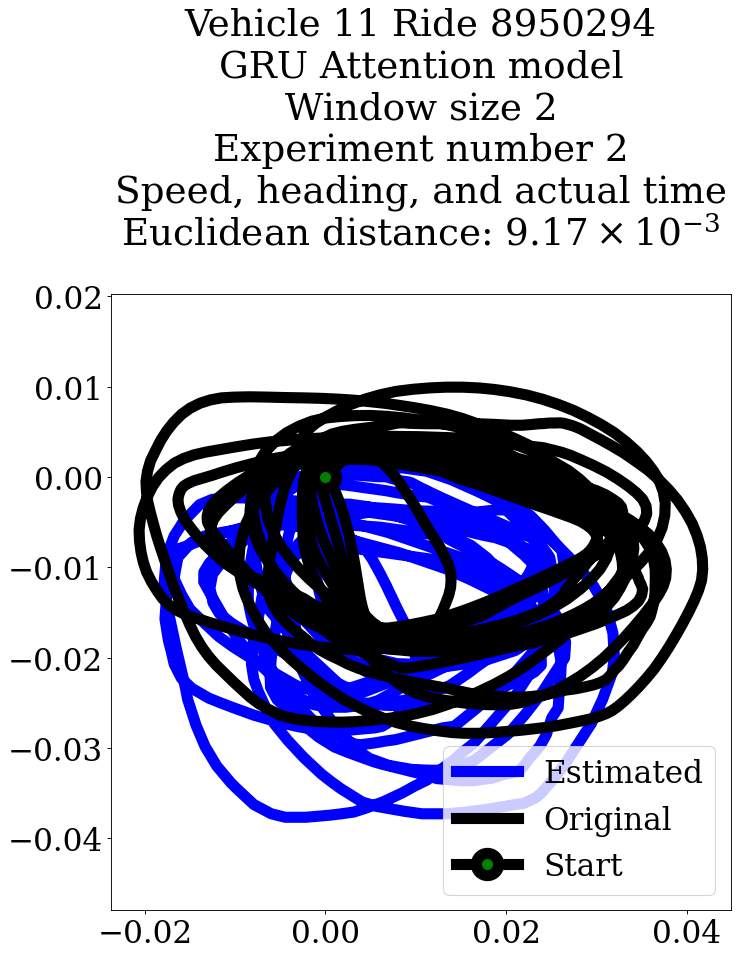 Vehicle 11 Ride 8950294
GRU Attention model
Window size 2
Experiment number 2
Speed, heading, and actual time
Euclidean distance: 9.17 × 10⁻³
0.02
0.01
0.00
−0.01
−0.02
−0.03
−0.04
Estimated
Original
Start
−0.02 0.00 0.02 0.04